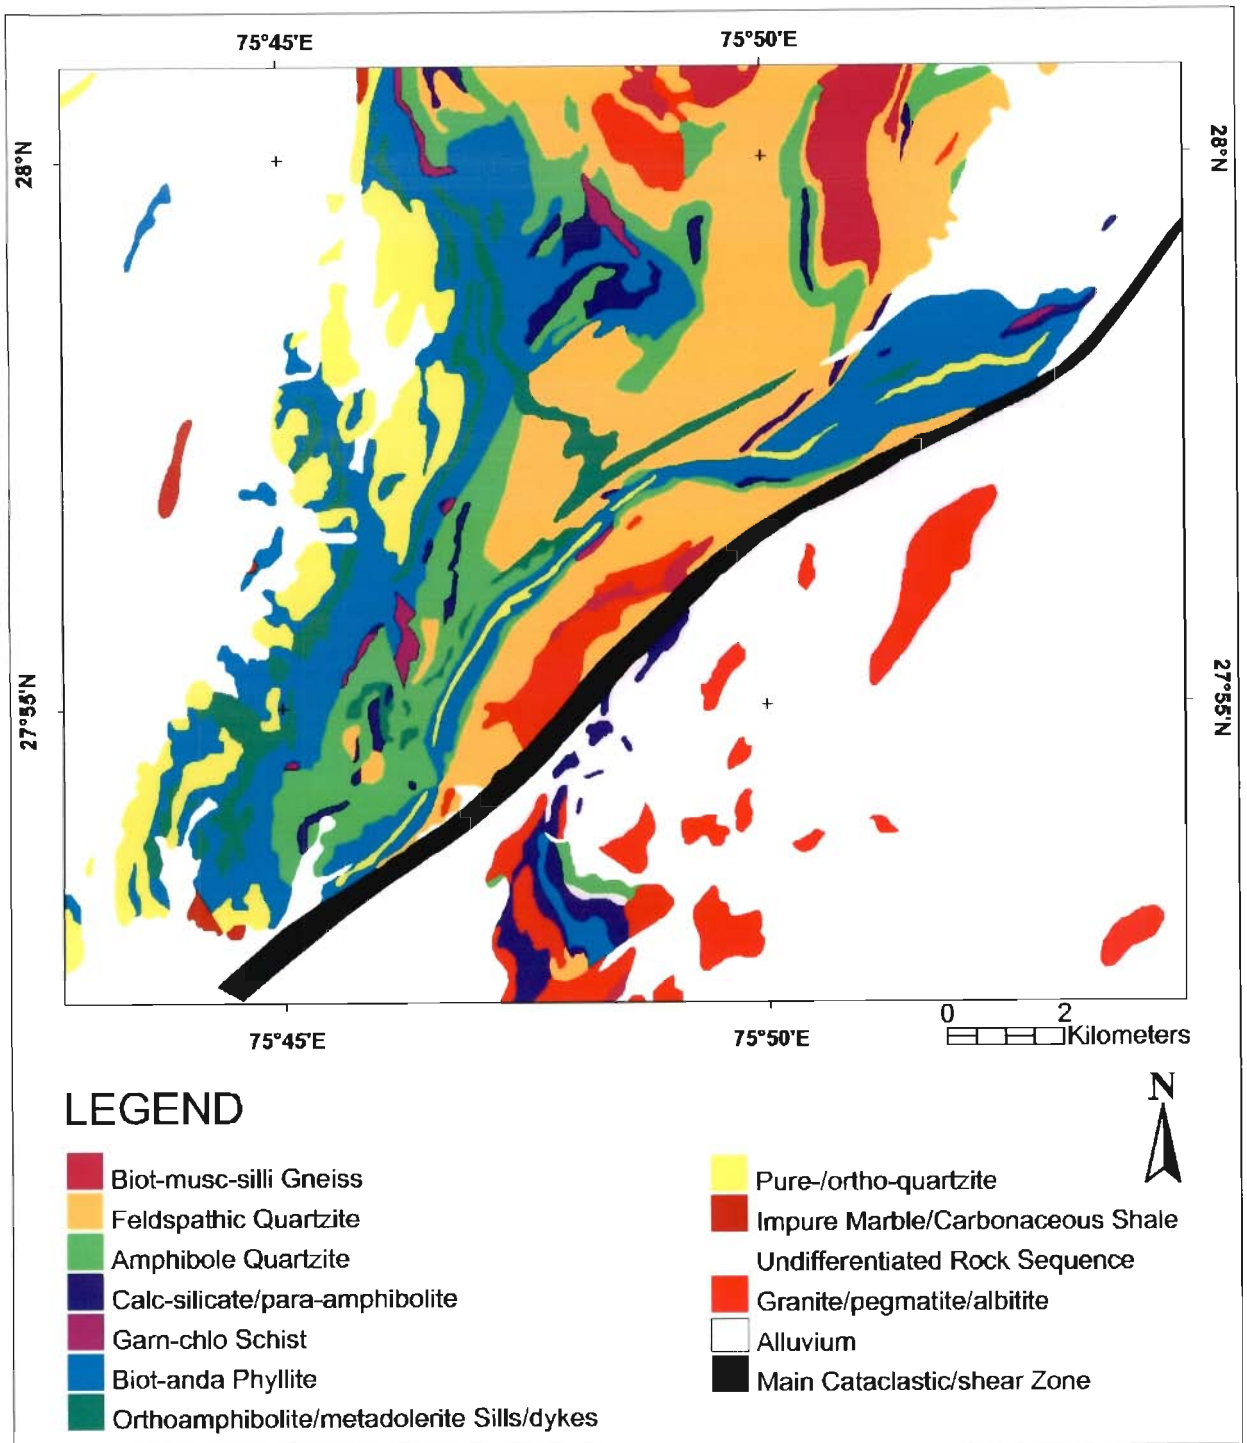 75°45'E 75°50'E
28°N 28°N
27°55'N 27°55'N
75°45'E 75°50'E
0 2
Kilometers
N
LEGEND
Biot-musc-silli Gneiss
Feldspathic Quartzite
Amphibole Quartzite
Calc-silicate/para-amphibolite
Garn-chlo Schist
Biot-anda Phyllite
Orthoamphibolite/metadolerite Sills/dykes
Pure-/ortho-quartzite
Impure Marble/Carbonaceous Shale
Undifferentiated Rock Sequence
Granite/pegmatite/albitite
Alluvium
Main Cataclastic/shear Zone